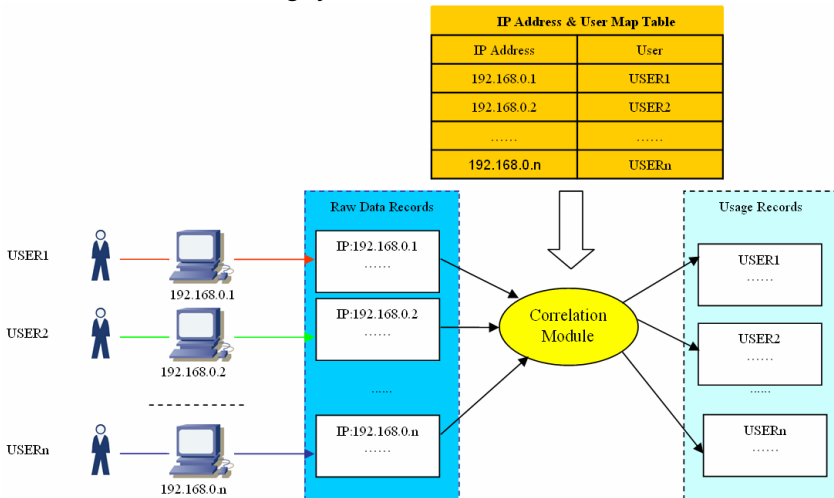 IP Address & User Map Table
IP Address User
192.168.0.1 USER1
192.168.0.2 USER2
…… ……
192.168.0.n USERn
Raw Data Records
Usage Records
USER1
192.168.0.1
IP:192.168.0.1
……
USER1
……
USER2
192.168.0.2
IP:192.168.0.2
……
Correlation
Module
USER2
……
……
……
USERn
192.168.0.n
IP:192.168.0.n
……
USERn
……